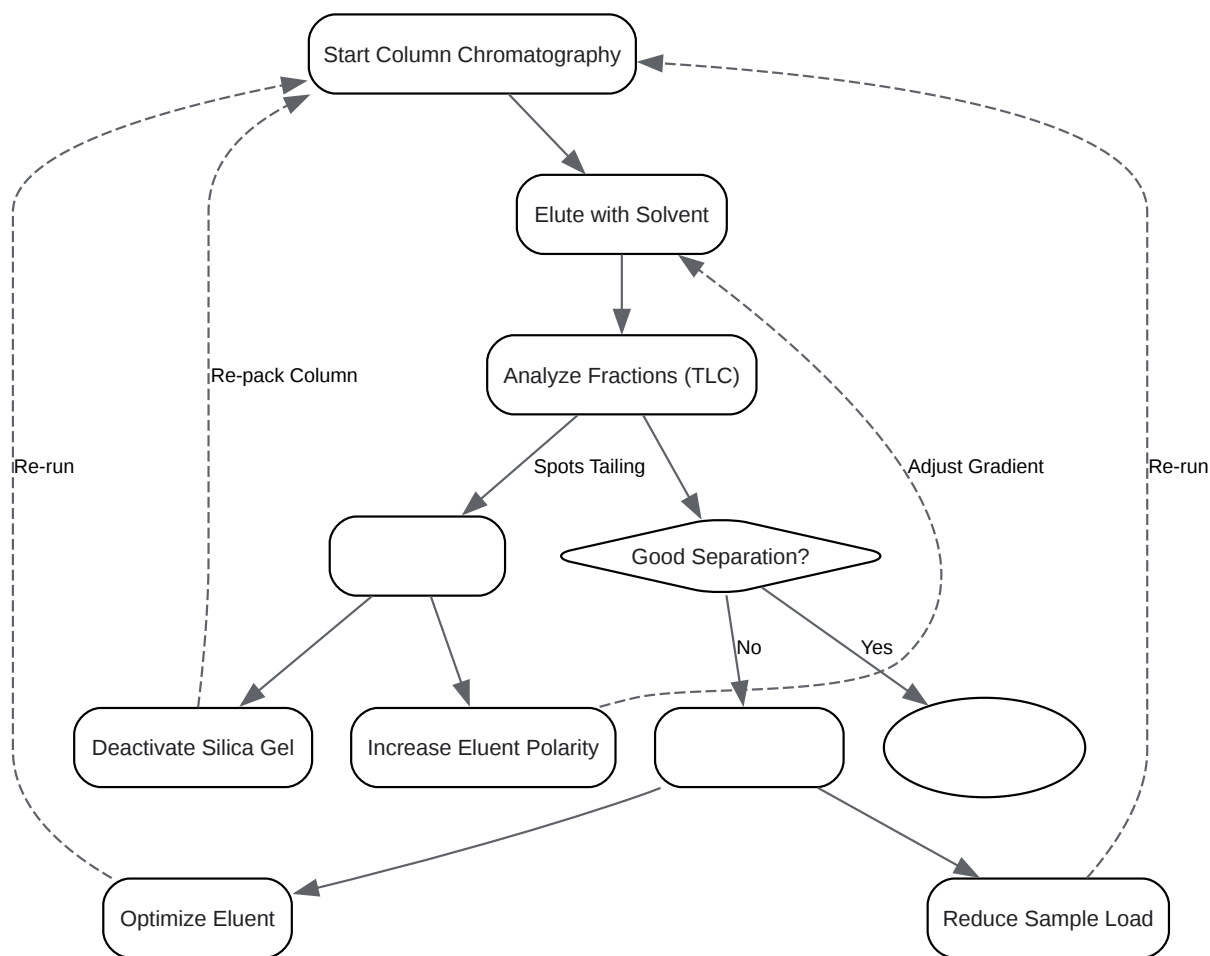 Start Column Chromatography
Elute with Solvent
Analyze Fractions (TLC)
Re-pack Column
Re-run
Spots Tailing
Adjust Gradient
Re-run
Good Separation?
No
Yes
Deactivate Silica Gel
Increase Eluent Polarity
Optimize Eluent
Reduce Sample Load